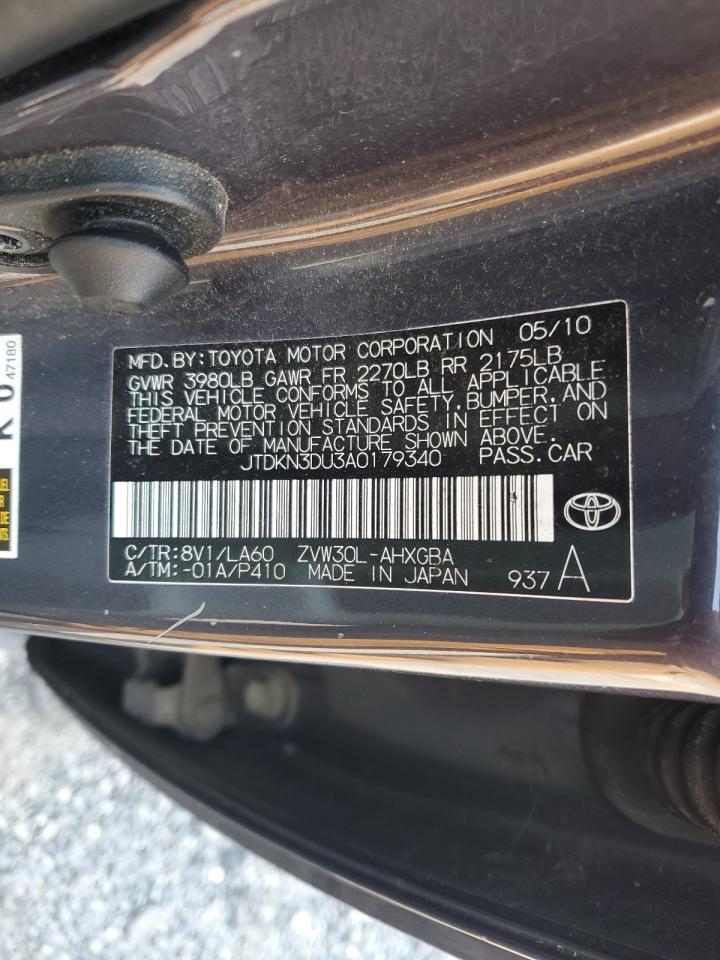 MFD. BY: TOYOTA MOTOR CORPORATION 05/10
GVWR 3980LB GAWR FR 2270LB RR 2175LB
THIS VEHICLE CONFORMS TO ALL APPLICABLE
FEDERAL MOTOR VEHICLE SAFETY, BUMPER, AND
THEFT PREVENTION STANDARDS IN EFFECT ON
THE DATE OF MANUFACTURE SHOWN ABOVE.
JTDKN3DU3A0179340 PASS. CAR
C/TR: 8V1/LA60 ZVW30L-AHXGBA
A/TM: -01A/P410 MADE IN JAPAN 937 A
47180